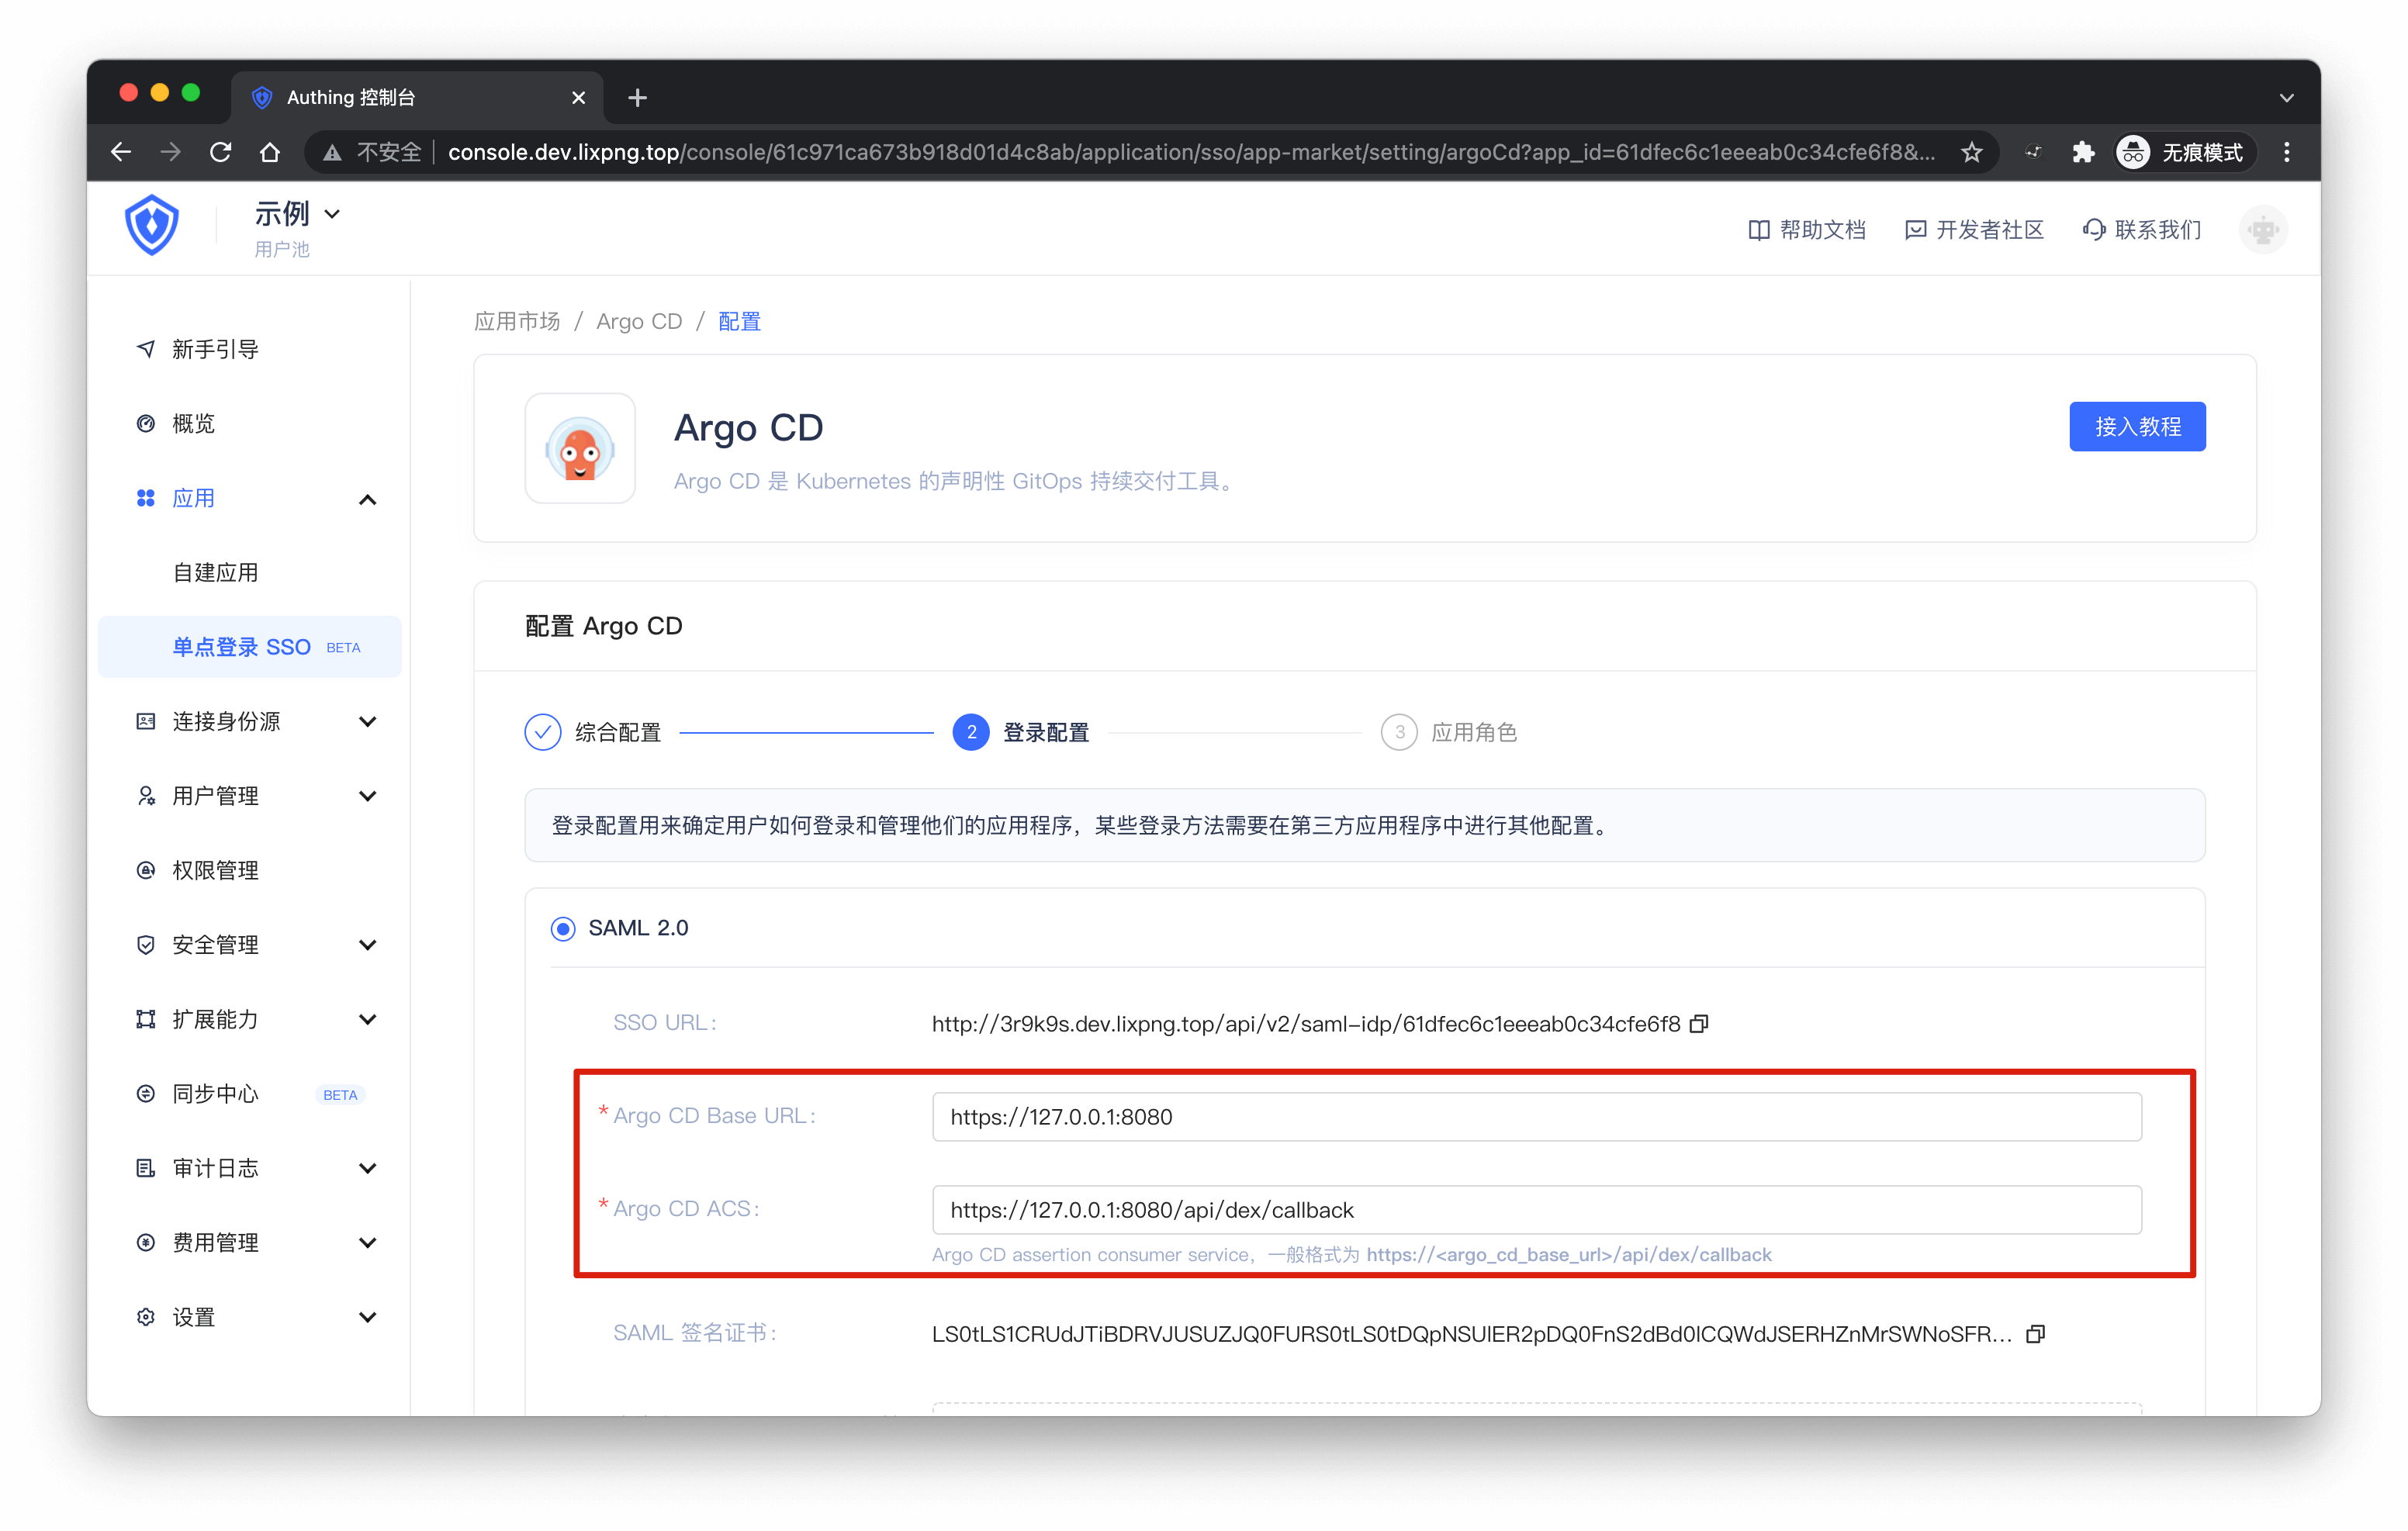 Authing 控制台
不安全 console.dev.lixpng.top/console/61c971ca673b918d01d4c8ab/application/sso/app-market/setting/argoCd?app_id=61dfec6c1eeeab0c34cfe6f8&... 无痕模式
示例
用户池
帮助文档 开发者社区 联系我们
新手引导
概览
应用
自建应用
单点登录 SSO BETA
连接身份源
用户管理
权限管理
安全管理
扩展能力
同步中心 BETA
审计日志
费用管理
设置
应用市场 / Argo CD / 配置
Argo CD
Argo CD 是 Kubernetes 的声明性 GitOps 持续交付工具。
接入教程
配置 Argo CD
综合配置 2 登录配置 3 应用角色
登录配置用来确定用户如何登录和管理他们的应用程序，某些登录方法需要在第三方应用程序中进行其他配置。
SAML 2.0
SSO URL: http://3r9k9s.dev.lixpng.top/api/v2/saml-idp/61dfec6c1eeeab0c34cfe6f8
* Argo CD Base URL: https://127.0.0.1:8080
* Argo CD ACS: https://127.0.0.1:8080/api/dex/callback
Argo CD assertion consumer service，一般格式为 https://<argo_cd_base_url>/api/dex/callback
SAML 签名证书: LS0tLS1CRUdJTiBDRVJUSUZJQ0FURS0tLS0tDQpNSUlER2pDQ0FnS2dBd0lCQWdJSERHZnMrSWNoSFR...